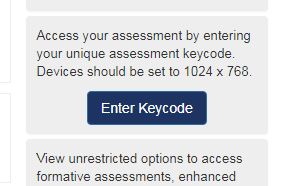 Access your assessment by entering
your unique assessment keycode.
Devices should be set to 1024 x 768.
Enter Keycode
View unrestricted options to access
formative assessments, enhanced